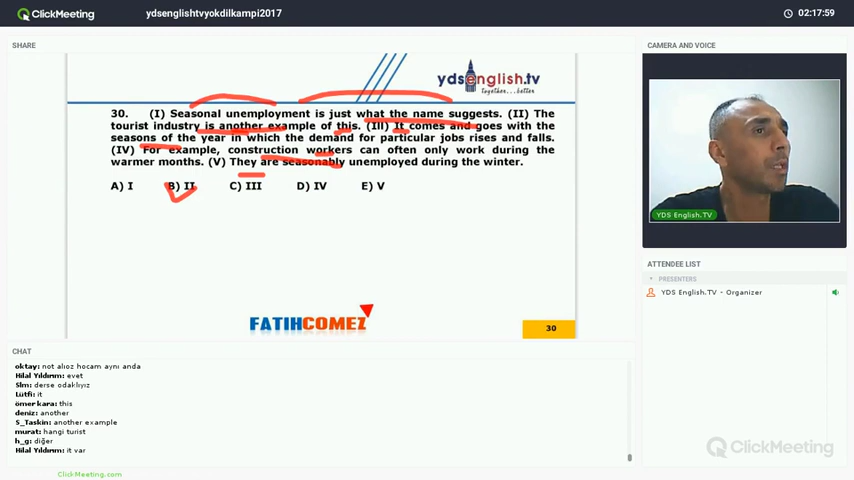 ClickMeeting
ydsenglishtvyokdilkampi2017
02:17:59
SHARE
CAMERA AND VOICE
ydsenglish.tv
together,...better
30. (I) Seasonal unemployment is just what the name suggests. (II) The
tourist industry is another example of this. (III) It comes and goes with the
seasons of the year in which the demand for particular jobs rises and falls.
(IV) For example, construction workers can often only work during the
warmer months. (V) They are seasonably unemployed during the winter.
A) I B) II C) III D) IV E) V
YDS English.TV
ATTENDEE LIST
PRESENTERS
YDS English.TV - Organizer
FATIHCOMEZ
30
CHAT
oktay: not alıoz hocam aynı anda
Hilal Yıldırım: evet
Slm: derse odaklıyız
Lütfi: it
ömer kara: this
deniz: another
S_Taskin: another example
murat: hangi turist
h_g: diğer
Hilal Yıldırım: it var
ClickMeeting
ClickMeeting.com